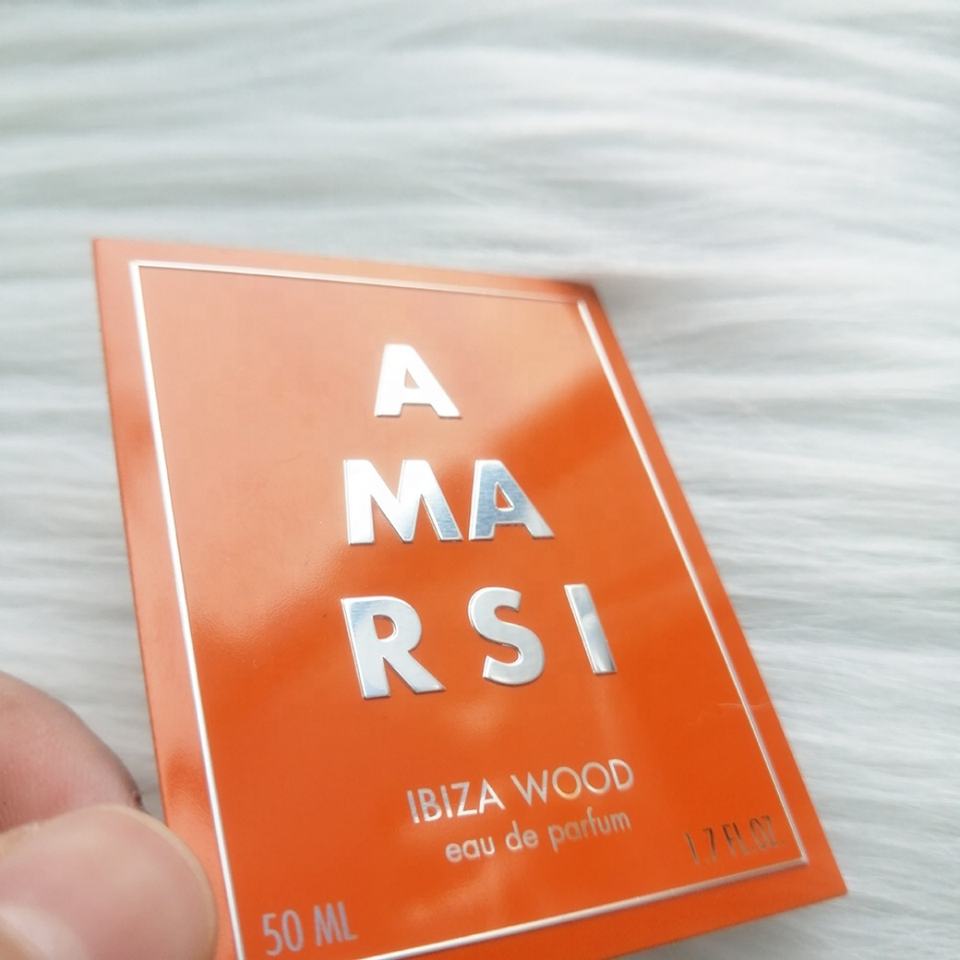 A
MA
RSI
IBIZA WOOD
eau de parfum
50 ML
1.7 FL.OZ.